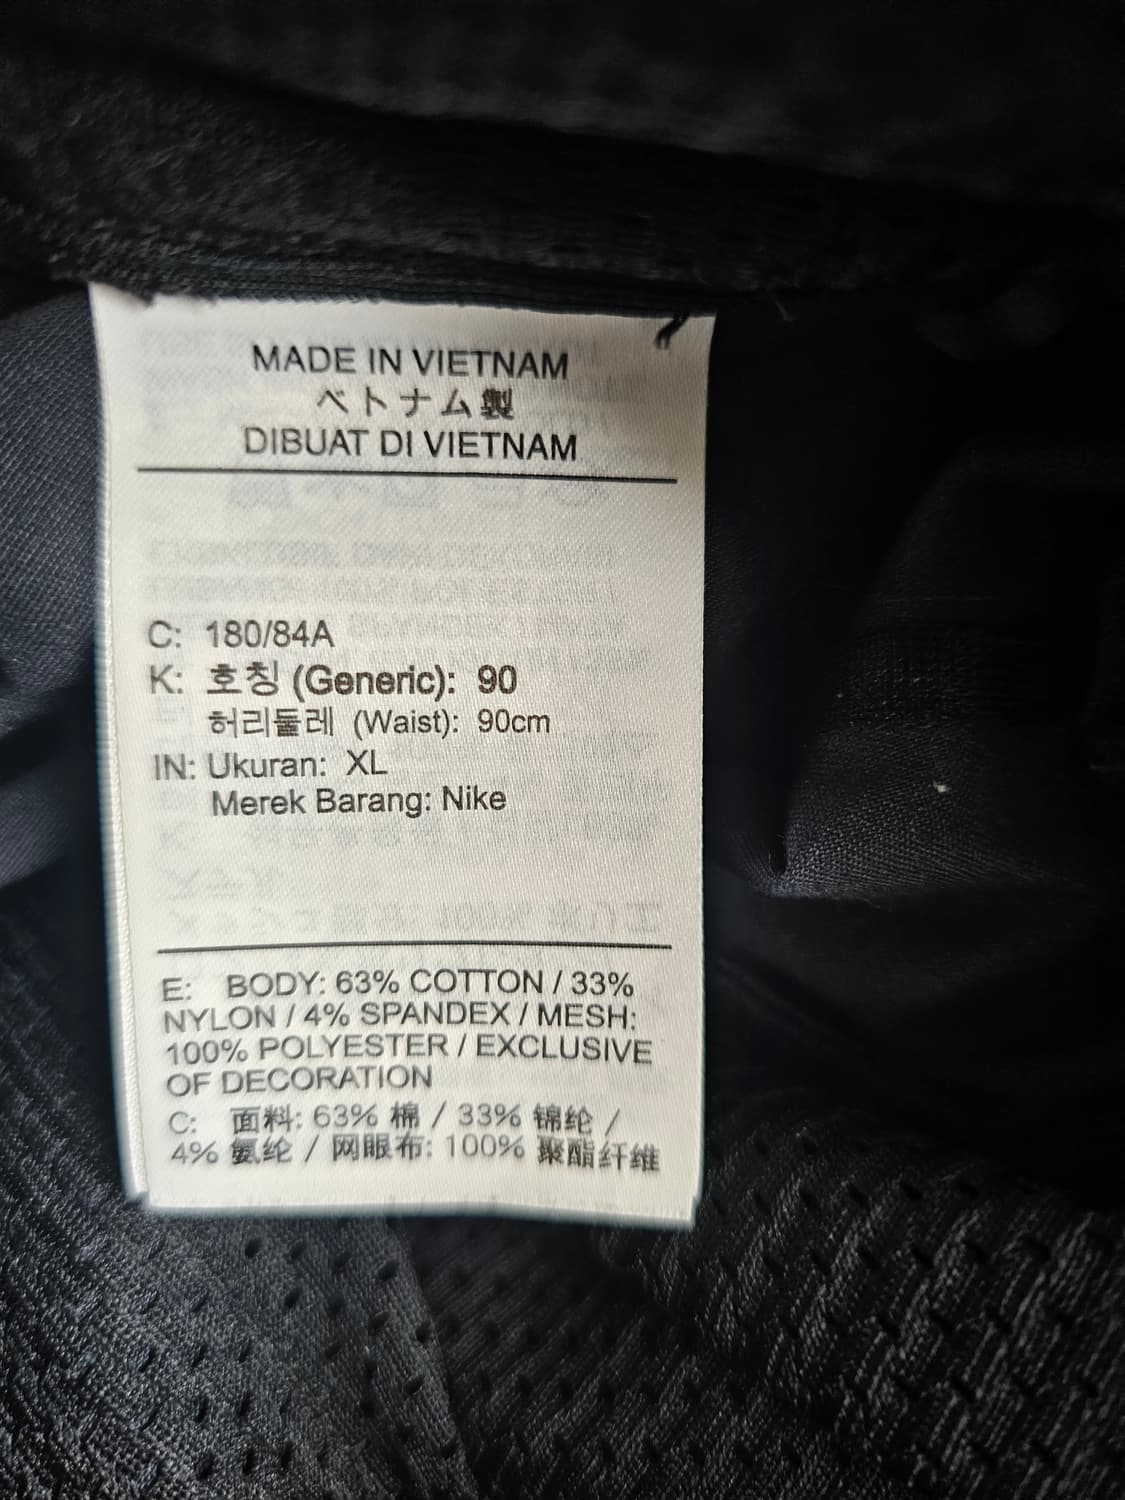 MADE IN VIETNAM
ベトナム製
DIBUAT DI VIETNAM
C: 180/84A
K: 호칭 (Generic): 90
허리둘레 (Waist): 90cm
IN: Ukuran: XL
Merek Barang: Nike
E: BODY: 63% COTTON / 33%
NYLON / 4% SPANDEX / MESH:
100% POLYESTER / EXCLUSIVE
OF DECORATION
C: 面料: 63% 棉 / 33% 锦纶 /
4% 氨纶 / 网眼布: 100% 聚酯纤维